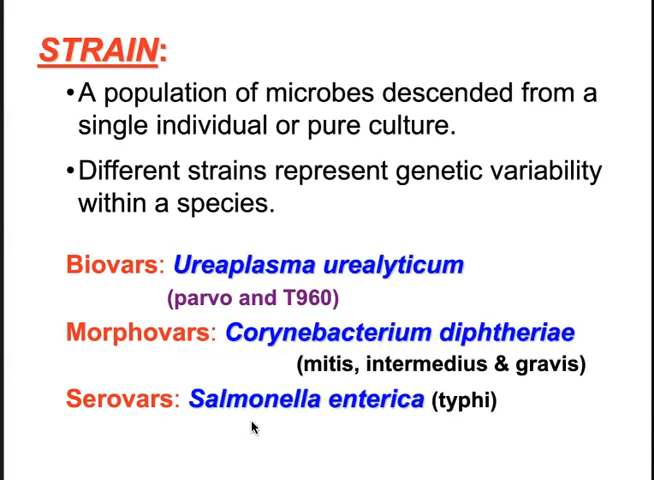 STRAIN:
•A population of microbes descended from a
single individual or pure culture.
•Different strains represent genetic variability
within a species.
Biovars: Ureaplasma urealyticum
(parvo and T960)
Morphovars: Corynebacterium diphtheriae
(mitis, intermedius & gravis)
Serovars: Salmonella enterica (typhi)